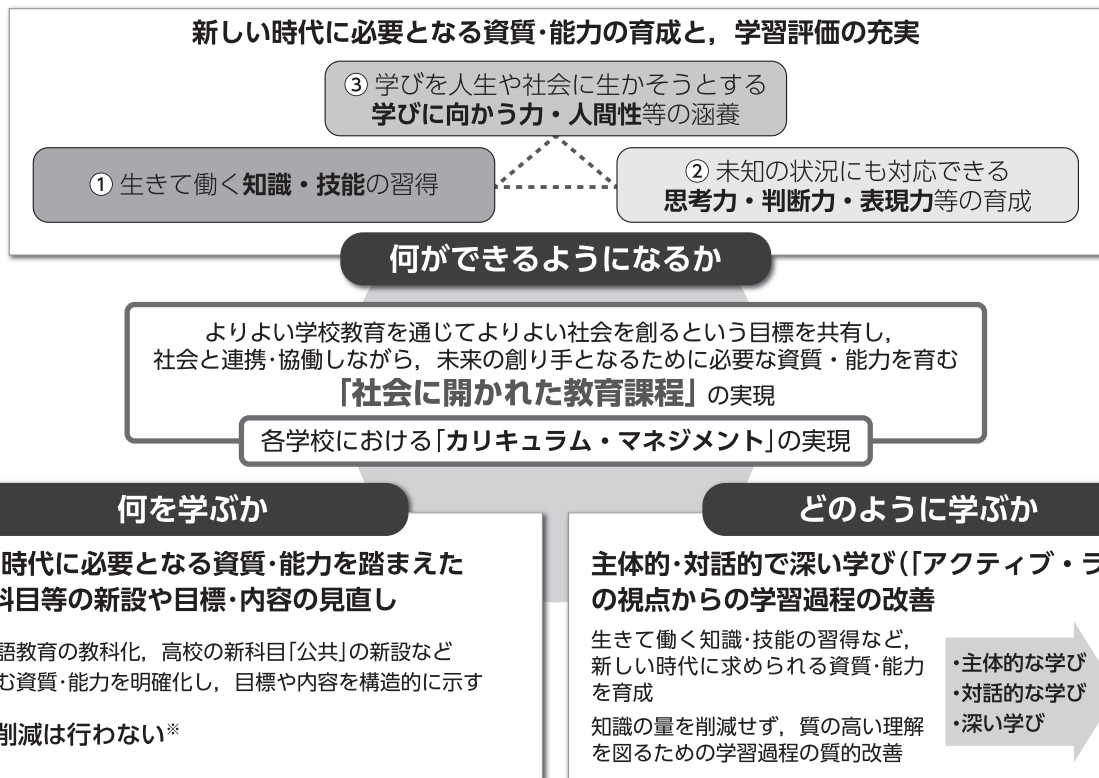 新しい時代に必要となる資質･能力の育成と，学習評価の充実
③ 学びを人生や社会に生かそうとする
学びに向かう力・人間性等の涵養
① 生きて働く知識・技能の習得
② 未知の状況にも対応できる
思考力・判断力・表現力等の育成
何ができるようになるか
よりよい学校教育を通じてよりよい社会を創るという目標を共有し，
社会と連携･協働しながら，未来の創り手となるために必要な資質・能力を育む
「社会に開かれた教育課程」の実現
各学校における「カリキュラム・マネジメント」の実現
何を学ぶか
時代に必要となる資質･能力を踏まえた
科目等の新設や目標･内容の見直し
語教育の教科化，高校の新科目「公共」の新設など
む資質･能力を明確化し，目標や内容を構造的に示す
削減は行わない※
どのように学ぶか
主体的･対話的で深い学び（「アクティブ・ラ
の視点からの学習過程の改善
生きて働く知識･技能の習得など，
新しい時代に求められる資質･能力
を育成
知識の量を削減せず，質の高い理解
を図るための学習過程の質的改善
･主体的な学び
･対話的な学び
･深い学び